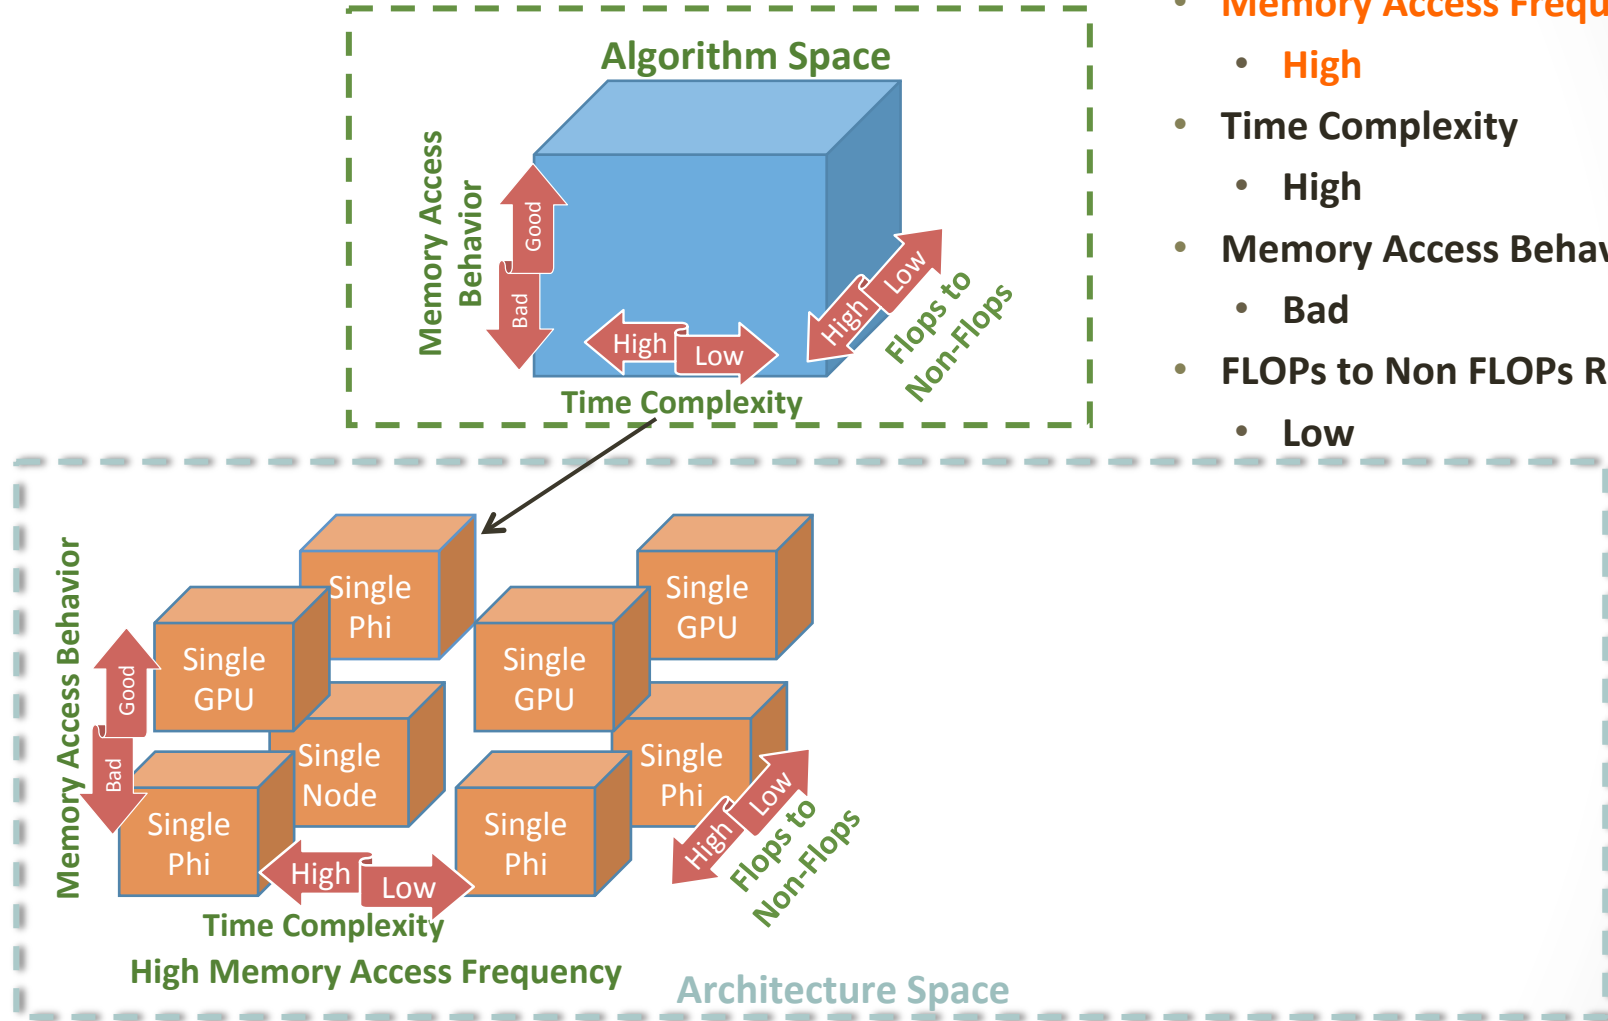 Algorithm Space
Memory Access
Behavior
Good
Bad
High
Low
Time Complexity
High
Low
Flops to
Non-Flops
• Memory Access Frequ
• High
• Time Complexity
• High
• Memory Access Behav
• Bad
• FLOPs to Non FLOPs R
• Low
Memory Access Behavior
Good
Bad
Single
Phi
Single
GPU
Single
GPU
Single
GPU
Single
Node
Single
Phi
Single
Phi
Single
Phi
High
Low
Time Complexity
High
Low
Flops to
Non-Flops
High Memory Access Frequency
Architecture Space